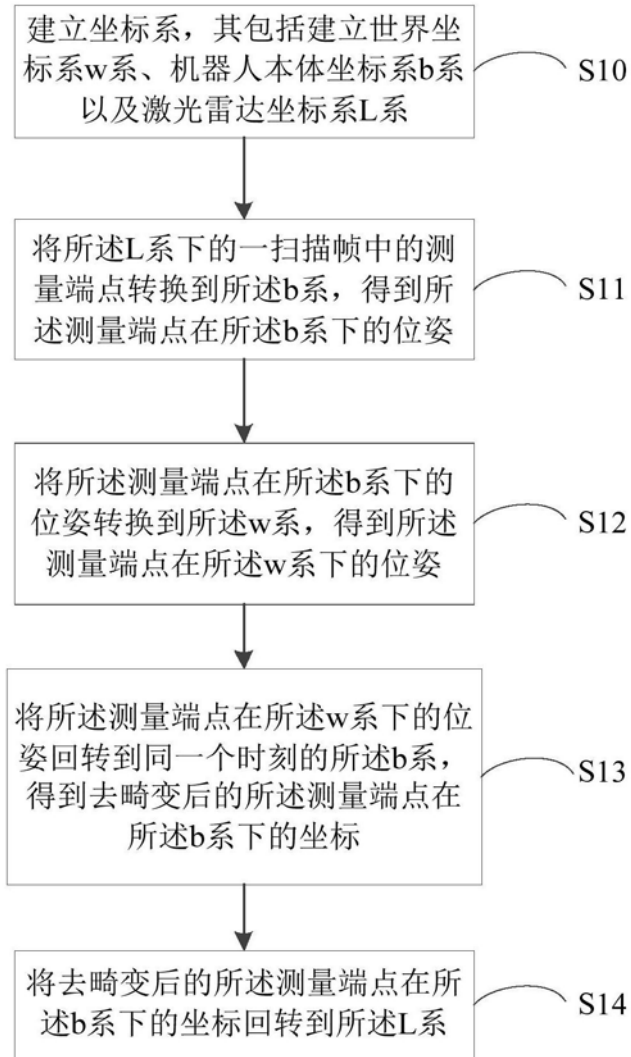 建立坐标系，其包括建立世界坐
标系w系、机器人本体坐标系b系
以及激光雷达坐标系L系
S10
将所述L系下的一扫描帧中的测
量端点转换到所述b系，得到所
述测量端点在所述b系下的位姿
S11
将所述测量端点在所述b系下的
位姿转换到所述w系，得到所述
测量端点在所述w系下的位姿
S12
将所述测量端点在所述w系下的位
姿回转到同一个时刻的所述b系，
得到去畸变后的所述测量端点在
所述b系下的坐标
S13
将去畸变后的所述测量端点在所
述b系下的坐标回转到所述L系
S14